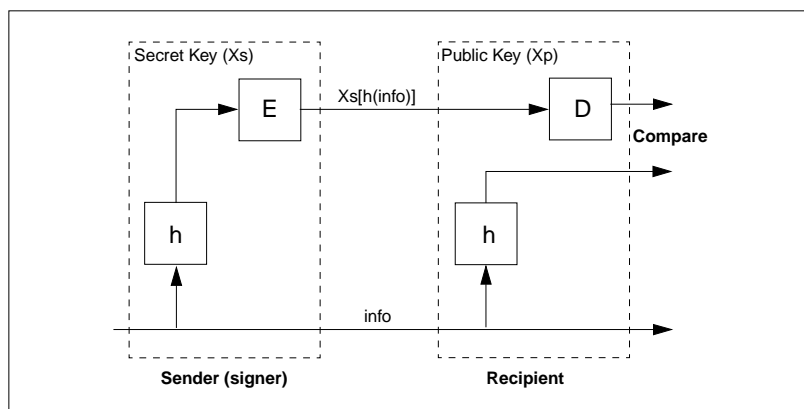 Secret Key (Xs)
Public Key (Xp)
E
Xs[h(info)]
D
Compare
h
h
info
Sender (signer)
Recipient